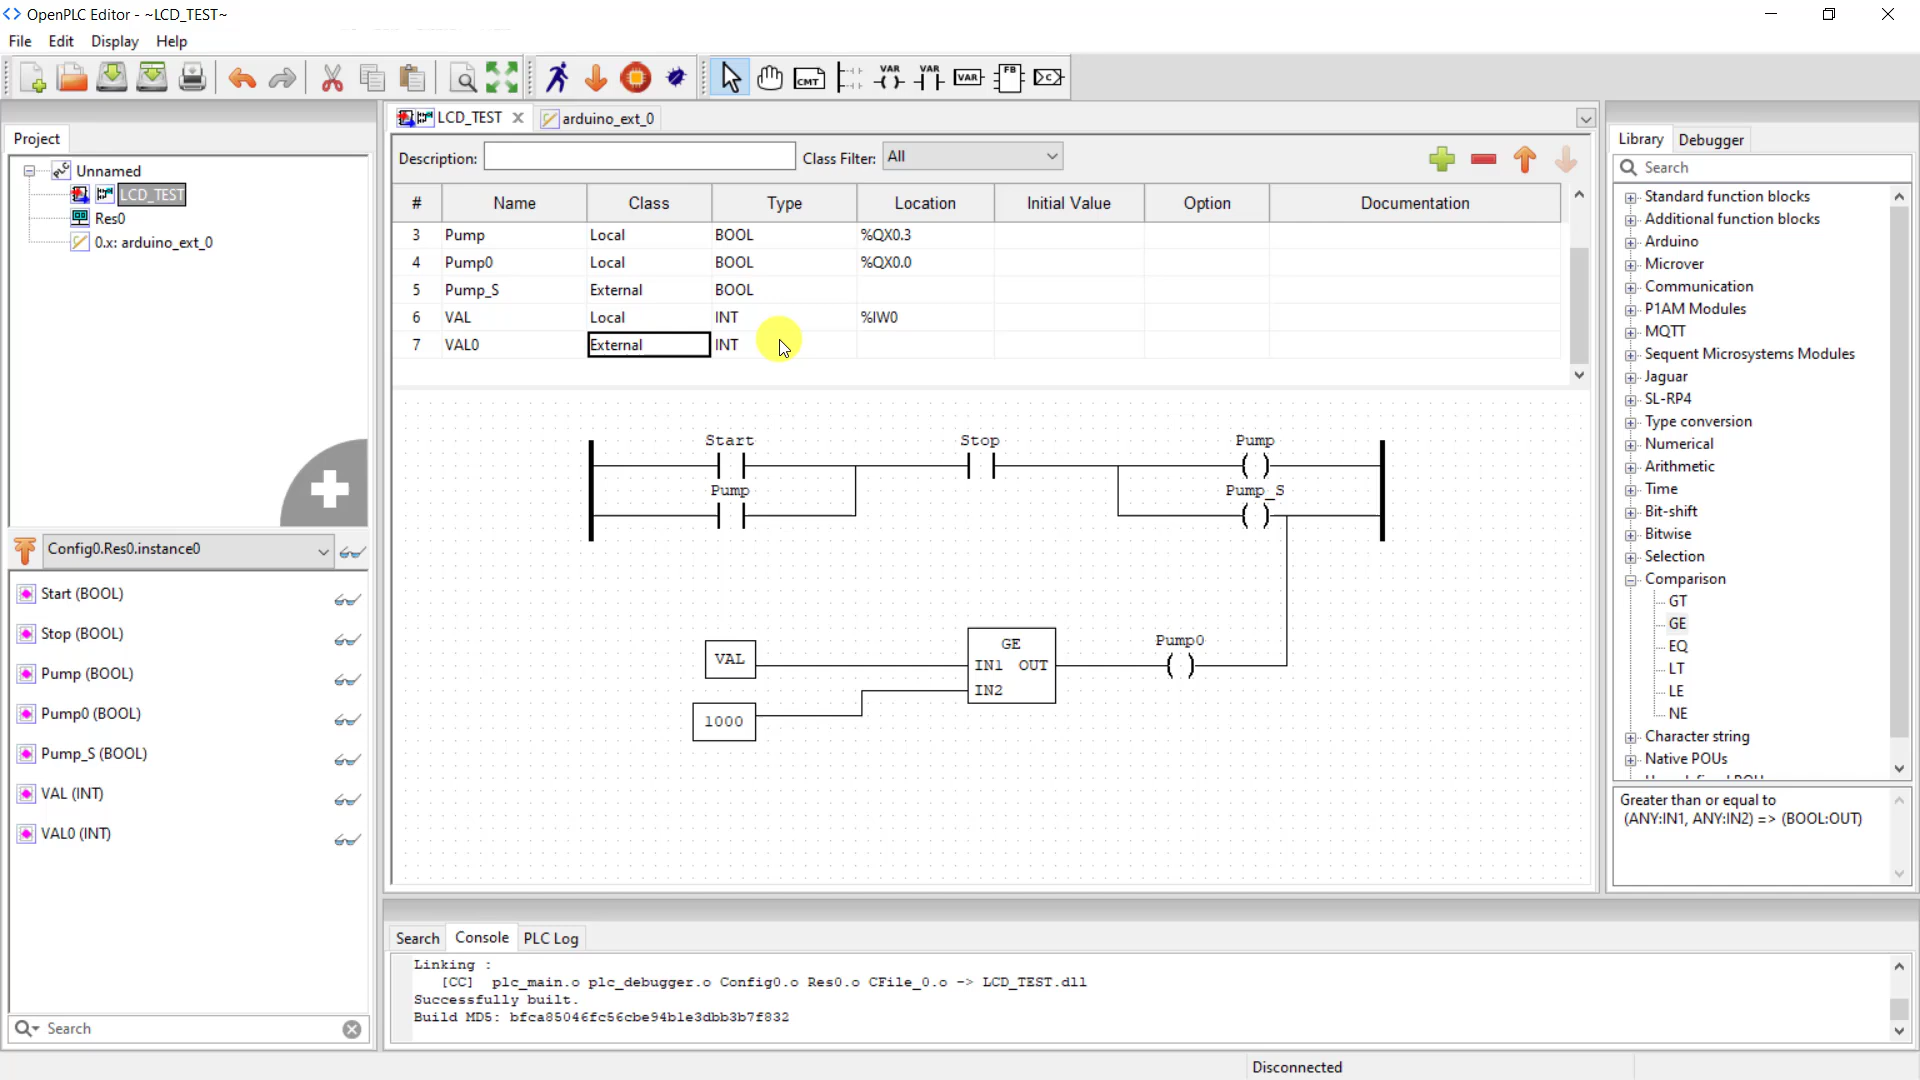 OpenPLC Editor - ~LCD_TEST~
File Edit Display Help
CMT VAR VAR VAR FB C
Project
Unnamed
LCD_TEST
Res0
0.x: arduino_ext_0
Config0.Res0.instance0
Start (BOOL)
Stop (BOOL)
Pump (BOOL)
Pump0 (BOOL)
Pump_S (BOOL)
VAL (INT)
VAL0 (INT)
Search
LCD_TEST arduino_ext_0
Description: Class Filter: All
# Name Class Type Location Initial Value Option Documentation
3 Pump Local BOOL %QX0.3
4 Pump0 Local BOOL %QX0.0
5 Pump_S External BOOL
6 VAL Local INT %IW0
7 VAL0 External INT
Start Stop Pump
Pump Pump_S
GE Pump0
VAL IN1 OUT
IN2
1000
Search Console PLC Log
Linking :
[CC] plc_main.o plc_debugger.o Config0.o Res0.o CFile_0.o -> LCD_TEST.dll
Successfully built.
Build MD5: bfca85046fc56cbe94b1e3dbb3b7f832
Library Debugger
Search
Standard function blocks
Additional function blocks
Arduino
Microver
Communication
P1AM Modules
MQTT
Sequent Microsystems Modules
Jaguar
SL-RP4
Type conversion
Numerical
Arithmetic
Time
Bit-shift
Bitwise
Selection
Comparison
GT
GE
EQ
LT
LE
NE
Character string
Native POUs
Greater than or equal to
(ANY:IN1, ANY:IN2) => (BOOL:OUT)
Disconnected